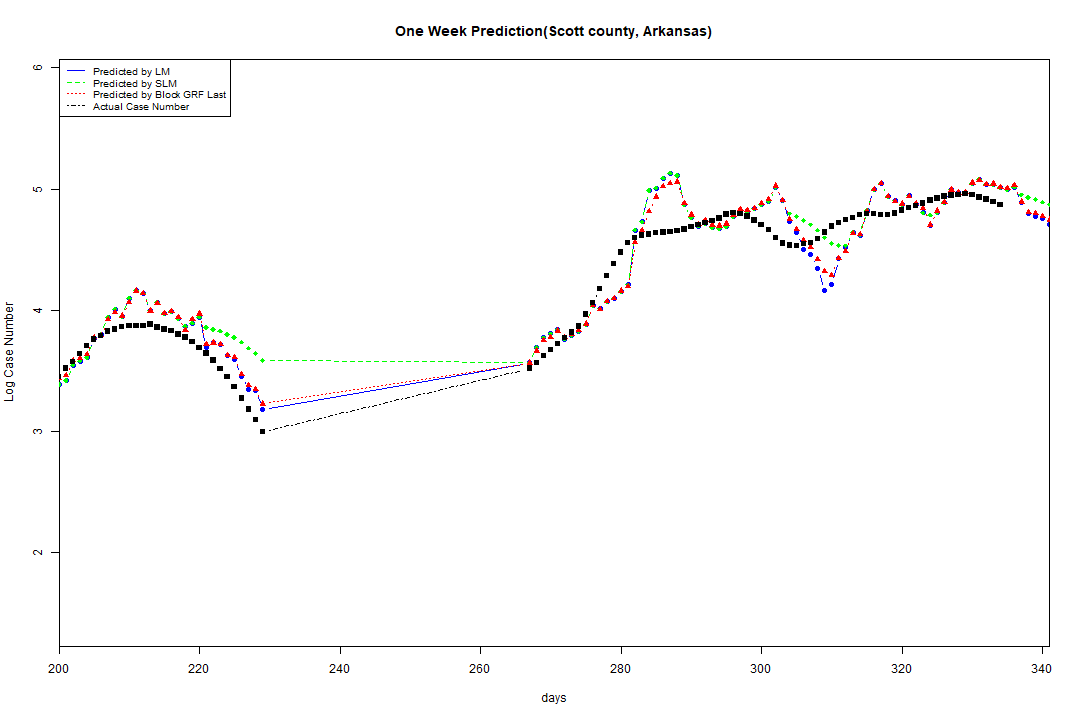 One Week Prediction(Scott county, Arkansas)
Predicted by LM
Predicted by SLM
Predicted by Block GRF Last
Actual Case Number
6
5
4
3
2
Log Case Number
200 220 240 260 280 300 320 340
days